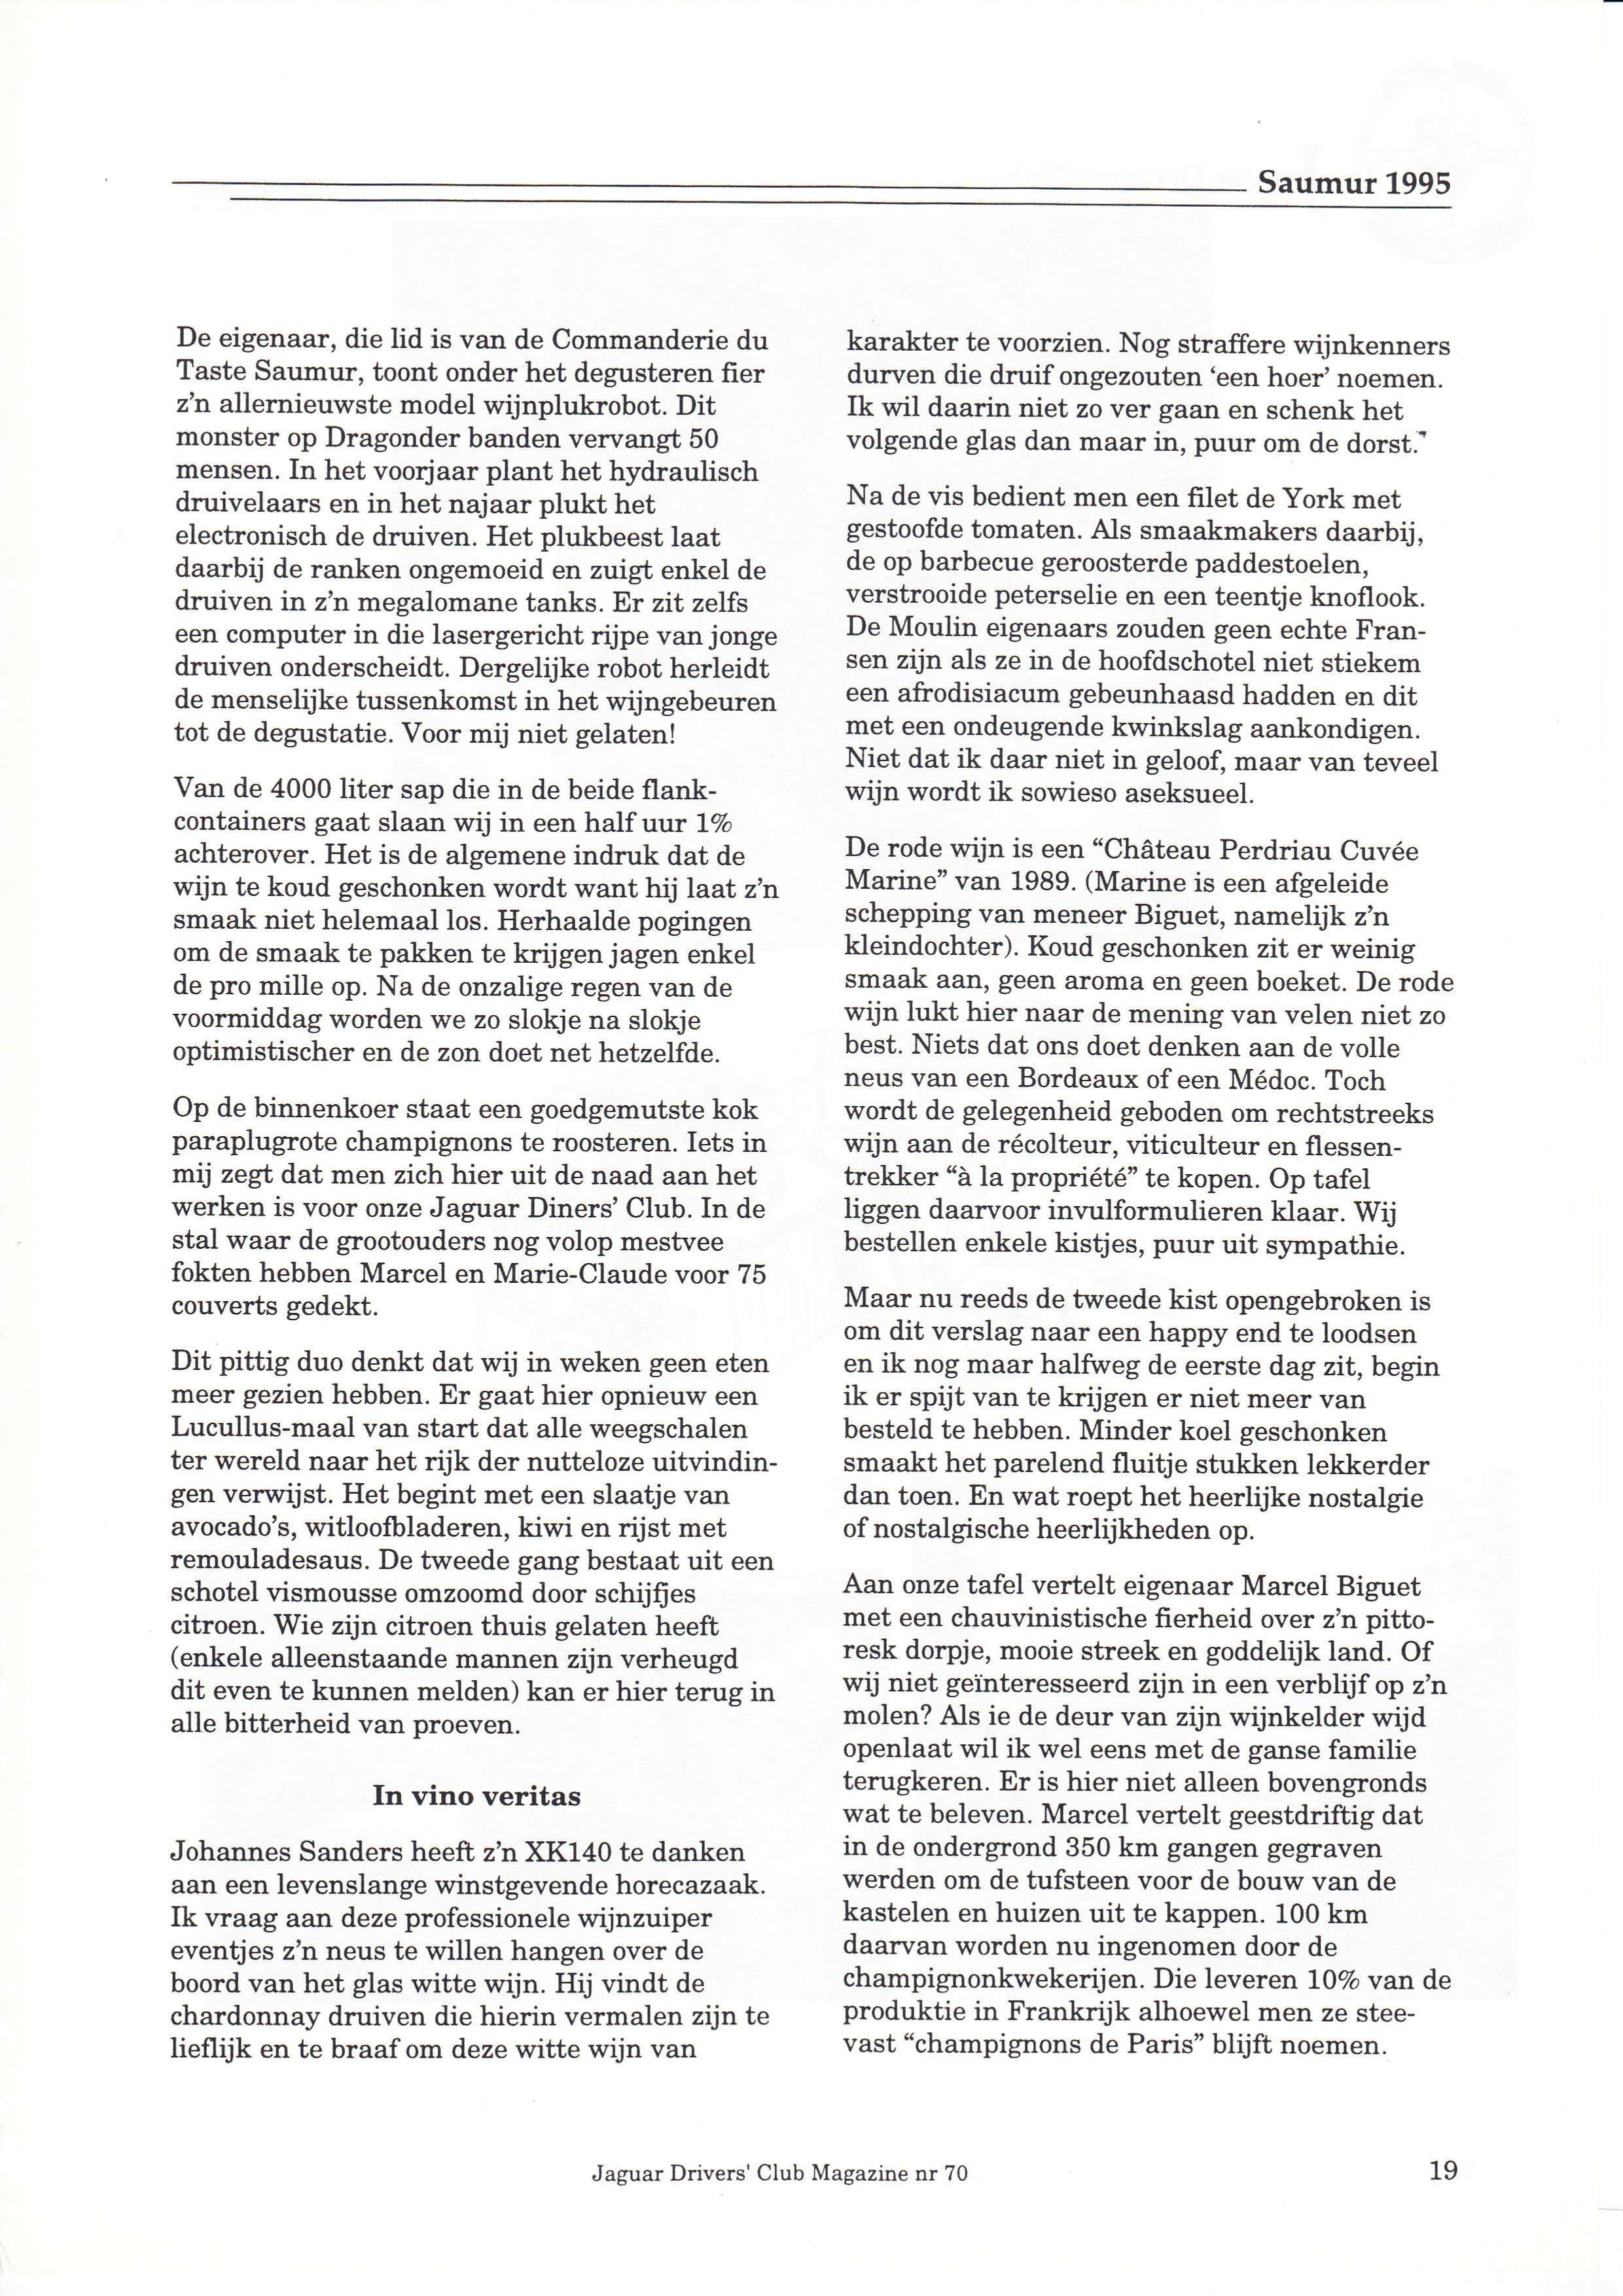 Saumur 1995
De eigenaar, die lid is van de Commanderie du
Taste Saumur, toont onder het degusteren fier
z'n allernieuwste model wijnplukrobot. Dit
monster op Dragonder banden vervangt 50
mensen. In het voorjaar plant het hydraulisch
druivelaars en in het najaar plukt het
electronisch de druiven. Het plukbeest laat
daarbij de ranken ongemoeid en zuigt enkel de
druiven in z'n megalomane tanks. Er zit zelfs
een computer in die lasergericht rijpe van jonge
druiven onderscheidt. Dergelijke robot herleidt
de menselijke tussenkomst in het wijngebeuren
tot de degustatie. Voor mij niet gelaten!
Van de 4000 liter sap die in de beide flank-
containers gaat slaan wij in een half uur 1%
achterover. Het is de algemene indruk dat de
wijn te koud geschonken wordt want hij laat z'n
smaak niet helemaal los. Herhaalde pogingen
om de smaak te pakken te krijgen jagen enkel
de pro mille op. Na de onzalige regen van de
voormiddag worden we zo slokje na slokje
optimistischer en de zon doet net hetzelfde.
Op de binnenkoer staat een goedgemutste kok
paraplugrote champignons te roosteren. Iets in
mij zegt dat men zich hier uit de naad aan het
werken is voor onze Jaguar Diners' Club. In de
stal waar de grootouders nog volop mestvee
fokten hebben Marcel en Marie-Claude voor 75
couverts gedekt.
Dit pittig duo denkt dat wij in weken geen eten
meer gezien hebben. Er gaat hier opnieuw een
Lucullus-maal van start dat alle weegschalen
ter wereld naar het rijk der nutteloze uitvindin-
gen verwijst. Het begint met een slaatje van
avocado's, witloofbladeren, kiwi en rijst met
remouladesaus. De tweede gang bestaat uit een
schotel vismousse omzoomd door schijfjes
citroen. Wie zijn citroen thuis gelaten heeft
(enkele alleenstaande mannen zijn verheugd
dit even te kunnen melden) kan er hier terug in
alle bitterheid van proeven.
In vino veritas
Johannes Sanders heeft z'n XK140 te danken
aan een levenslange winstgevende horecazaak.
Ik vraag aan deze professionele wijnzuiper
eventjes z'n neus te willen hangen over de
boord van het glas witte wijn. Hij vindt de
chardonnay druiven die hierin vermalen zijn te
lieflijk en te braaf om deze witte wijn van
karakter te voorzien. Nog straffere wijnkenners
durven die druif ongezouten 'een hoer' noemen.
Ik wil daarin niet zo ver gaan en schenk het
volgende glas dan maar in, puur om de dorst.
Na de vis bedient men een filet de York met
gestoofde tomaten. Als smaakmakers daarbij,
de op barbecue geroosterde paddestoelen,
verstrooide peterselie en een teentje knoflook.
De Moulin eigenaars zouden geen echte Fran-
sen zijn als ze in de hoofdschotel niet stiekem
een afrodisiacum gebeunhaasd hadden en dit
met een ondeugende kwinkslag aankondigen.
Niet dat ik daar niet in geloof, maar van teveel
wijn wordt ik sowieso aseksueel.
De rode wijn is een “Château Perdriau Cuvée
Marine” van 1989. (Marine is een afgeleide
schepping van meneer Biguet, namelijk z'n
kleindochter). Koud geschonken zit er weinig
smaak aan, geen aroma en geen boeket. De rode
wijn lukt hier naar de mening van velen niet zo
best. Niets dat ons doet denken aan de volle
neus van een Bordeaux of een Médoc. Toch
wordt de gelegenheid geboden om rechtstreeks
wijn aan de récolteur, viticulteur en flessen-
trekker “à la propriété” te kopen. Op tafel
liggen daarvoor invulformulieren klaar. Wij
bestellen enkele kistjes, puur uit sympathie.
Maar nu reeds de tweede kist opengebroken is
om dit verslag naar een happy end te loodsen
en ik nog maar halfweg de eerste dag zit, begin
ik er spijt van te krijgen er niet meer van
besteld te hebben. Minder koel geschonken
smaakt het parelend fluitje stukken lekkerder
dan toen. En wat roept het heerlijke nostalgie
of nostalgische heerlijkheden op.
Aan onze tafel vertelt eigenaar Marcel Biguet
met een chauvinistische fierheid over z'n pitto-
resk dorpje, mooie streek en goddelijk land. Of
wij niet geïnteresseerd zijn in een verblijf op z'n
molen? Als ie de deur van zijn wijnkelder wijd
openlaat wil ik wel eens met de ganse familie
terugkeren. Er is hier niet alleen bovengronds
wat te beleven. Marcel vertelt geestdriftig dat
in de ondergrond 350 km gangen gegraven
werden om de tufsteen voor de bouw van de
kastelen en huizen uit te kappen. 100 km
daarvan worden nu ingenomen door de
champignonkwekerijen. Die leveren 10% van de
produktie in Frankrijk alhoewel men ze stee-
vast “champignons de Paris” blijft noemen.
Jaguar Drivers' Club Magazine nr 70
19